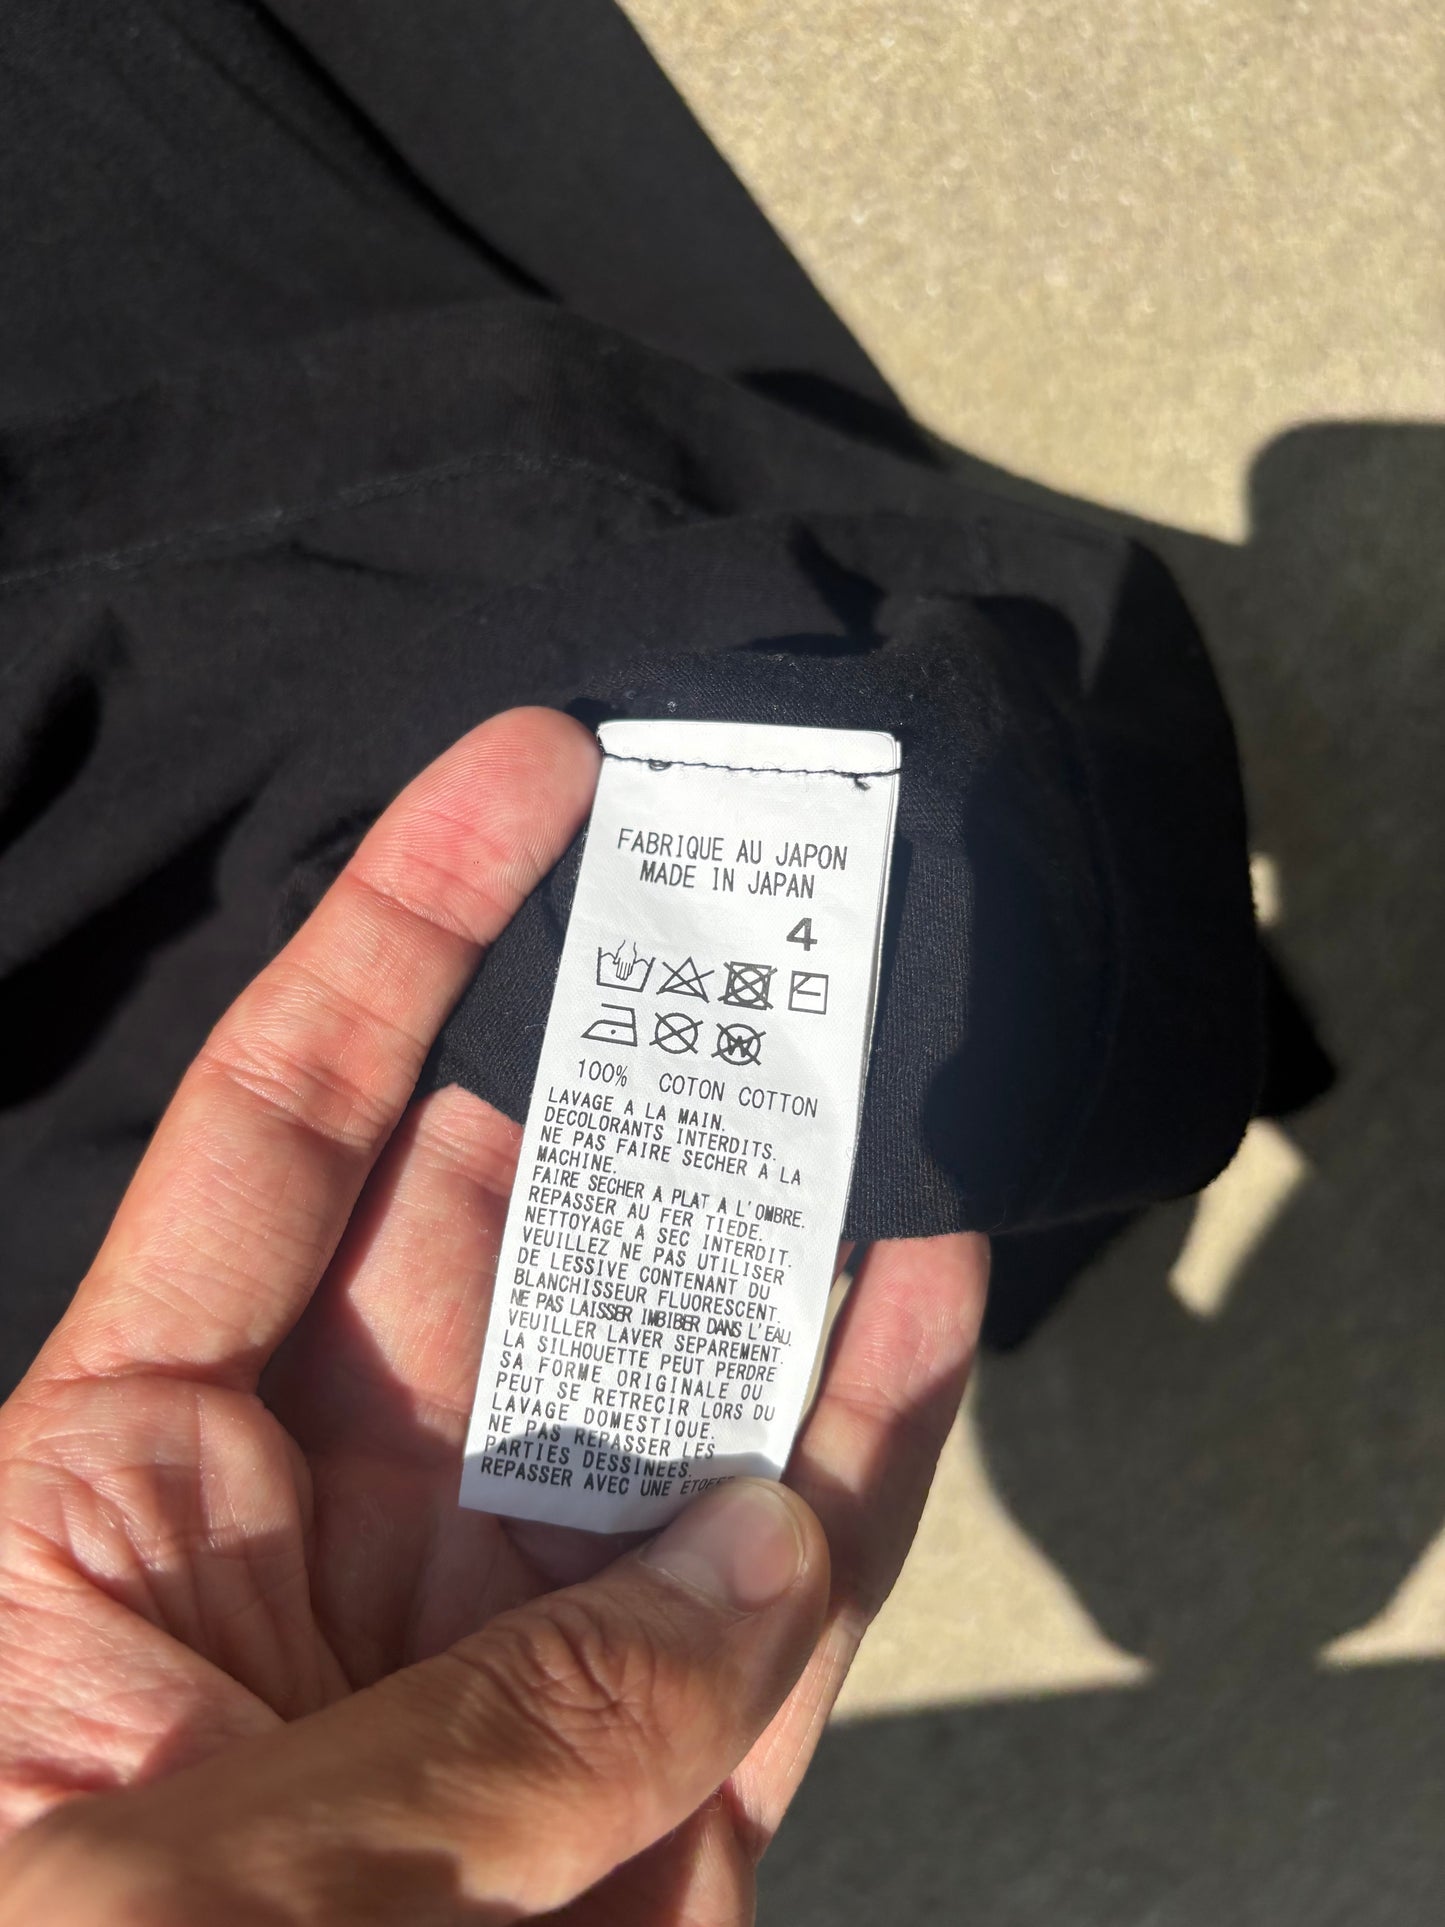 FABRIQUE AU JAPON
MADE IN JAPAN
4
W
100% COTON COTTON
LAVAGE A LA MAIN.
DECOLORANTS INTERDITS.
NE PAS FAIRE SECHER A LA
MACHINE.
FAIRE SECHER A PLAT A L'OMBRE.
REPASSER AU FER TIEDE.
NETTOYAGE A SEC INTERDIT.
VEUILLEZ NE PAS UTILISER
DE LESSIVE CONTENANT DU
BLANCHISSEUR FLUORESCENT.
NE PAS LAISSER IMBIBER DANS L'EAU.
VEUILLER LAVER SEPAREMENT.
LA SILHOUETTE PEUT PERDRE
SA FORME ORIGINALE OU
PEUT SE RETRECIR LORS DU
LAVAGE DOMESTIQUE.
NE PAS REPASSER LES
PARTIES DESSINEES.
REPASSER AVEC UNE